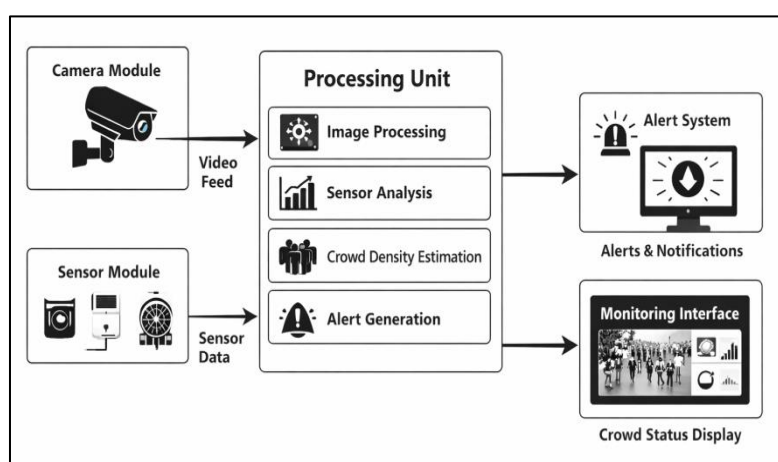 Camera Module
Video
Feed
Sensor Module
Sensor
Data
Processing Unit
Image Processing
Sensor Analysis
Crowd Density Estimation
Alert Generation
Alert System
Alerts & Notifications
Monitoring Interface
Crowd Status Display